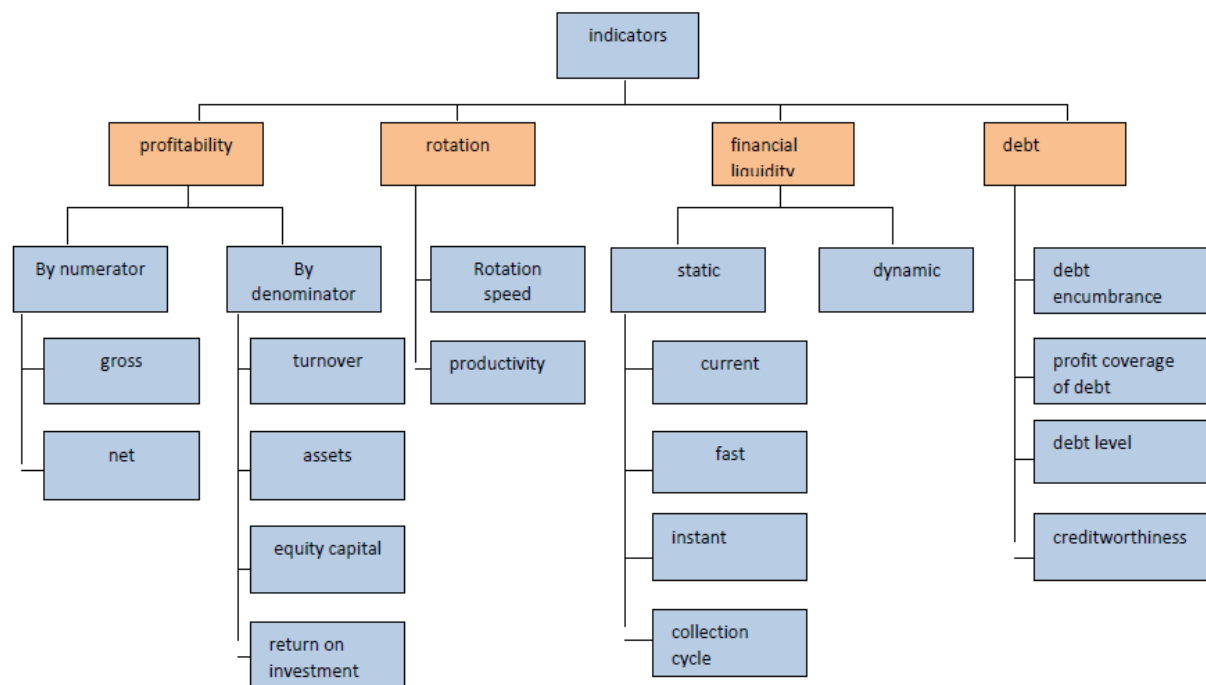 indicators
profitability
rotation
financial
liquidity
debt
By numerator
By
denominator
Rotation
speed
static
dynamic
debt
encumbrance
gross
turnover
productivity
current
profit coverage
of debt
net
assets
fast
debt level
equity capital
instant
creditworthiness
return on
investment
collection
cycle